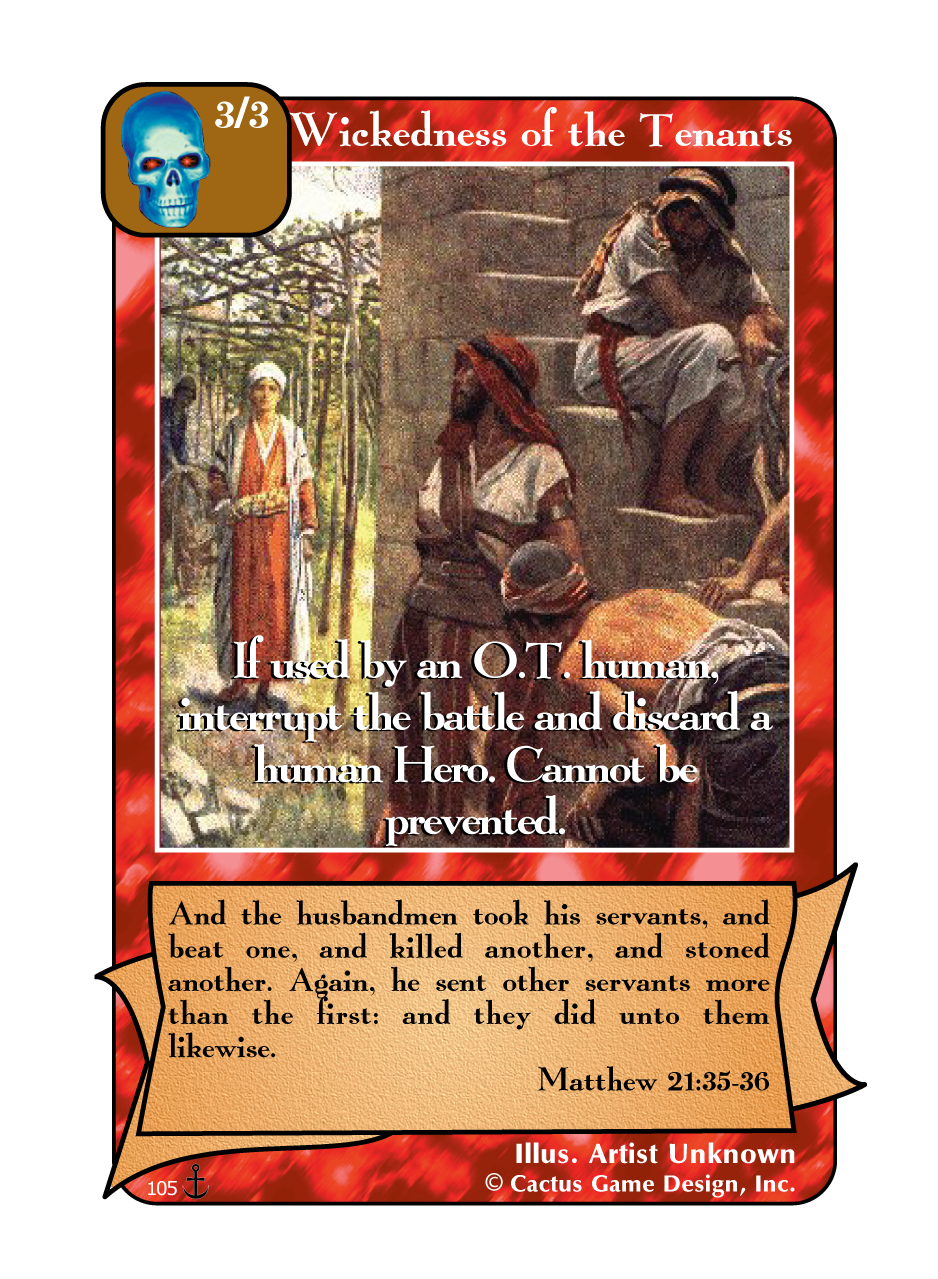 3/3
Wickedness of the Tenants
If used by an O.T. human,
interrupt the battle and discard a
human Hero. Cannot be
prevented.
And the husbandmen took his servants, and
beat one, and killed another, and stoned
another. Again, he sent other servants more
than the first: and they did unto them
likewise.
Matthew 21:35-36
Illus. Artist Unknown
105
© Cactus Game Design, Inc.